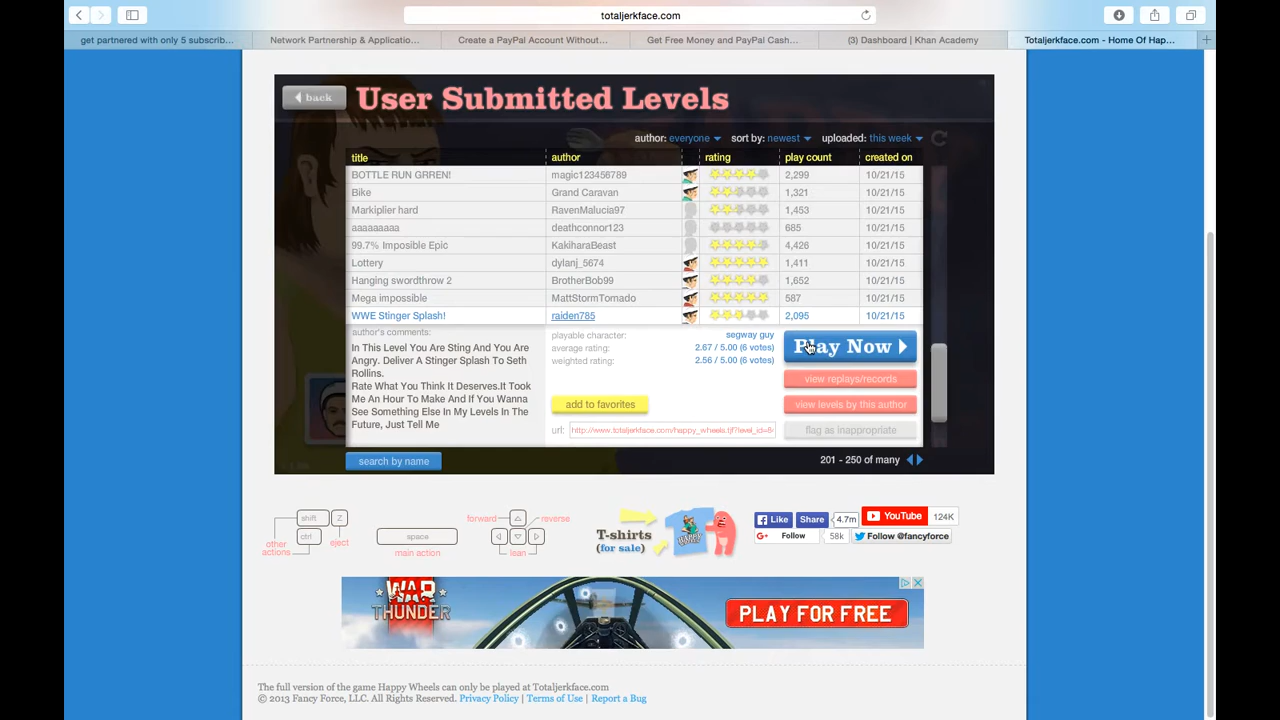 totaljerkface.com
get partnered with only 5 subscrib...
Network Partnership & Applicatio...
Create a PayPal Account Without...
Get Free Money and PayPal Cash...
(3) Dashboard | Khan Academy
Totaljerkface.com - Home Of Hap...
back
User Submitted Levels
author: everyone sort by: newest uploaded: this week
title author rating play count created on
BOTTLE RUN GRREN! magic123456789 2,299 10/21/15
Bike Grand Caravan 1,321 10/21/15
Markiplier hard RavenMalucia97 1,453 10/21/15
aaaaaaaaa deathconnor123 685 10/21/15
99.7% Imposible Epic KakiharaBeast 4,426 10/21/15
Lottery dylanj_5674 1,411 10/21/15
Hanging swordthrow 2 BrotherBob99 1,652 10/21/15
Mega impossible MattStormTornado 587 10/21/15
WWE Stinger Splash! raiden785 2,095 10/21/15
author's comments:
In This Level You Are Sting And You Are
Angry. Deliver A Stinger Splash To Seth
Rollins.
Rate What You Think It Deserves.It Took
Me An Hour To Make And If You Wanna
See Something Else In My Levels In The
Future, Just Tell Me
playable character: segway guy
average rating: 2.67 / 5.00 (6 votes)
weighted rating: 2.56 / 5.00 (6 votes)
add to favorites
url: http://www.totaljerkface.com/happy_wheels.tjf?level_id=
Play Now
view replays/records
view levels by this author
flag as inappropriate
search by name
201 - 250 of many
shift
Z
ctrl
other
actions
eject
space
main action
forward
reverse
lean
T-shirts
(for sale)
Like
Share
4.7m
YouTube
124K
Follow
58k
Follow @fancyforce
WAR
THUNDER
PLAY FOR FREE
The full version of the game Happy Wheels can only be played at Totaljerkface.com
© 2013 Fancy Force, LLC. All Rights Reserved. Privacy Policy | Terms of Use | Report a Bug